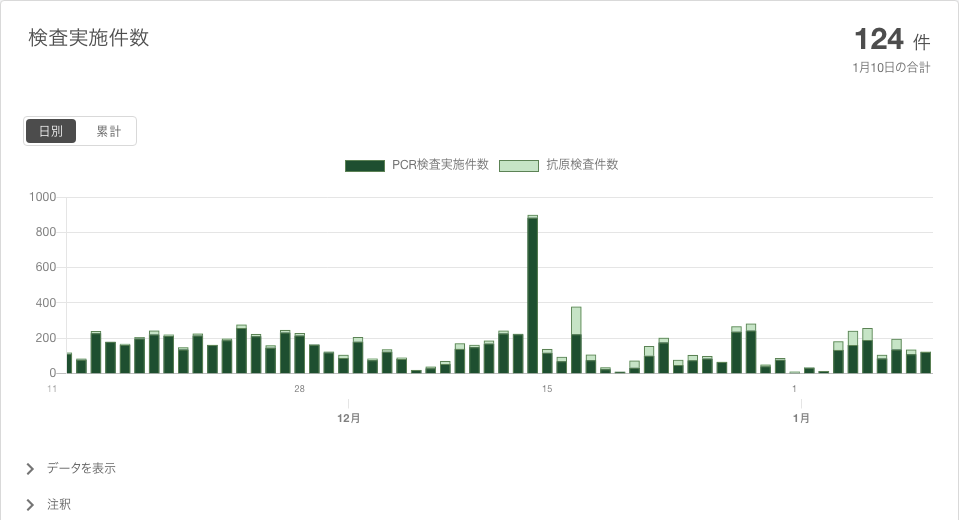 検査実施件数
124 件
1月10日の合計
日別
累計
PCR検査実施件数
抗原検査件数
1000
800
600
400
200
0
11
28
15
1
12月
1月
データを表示
注釈